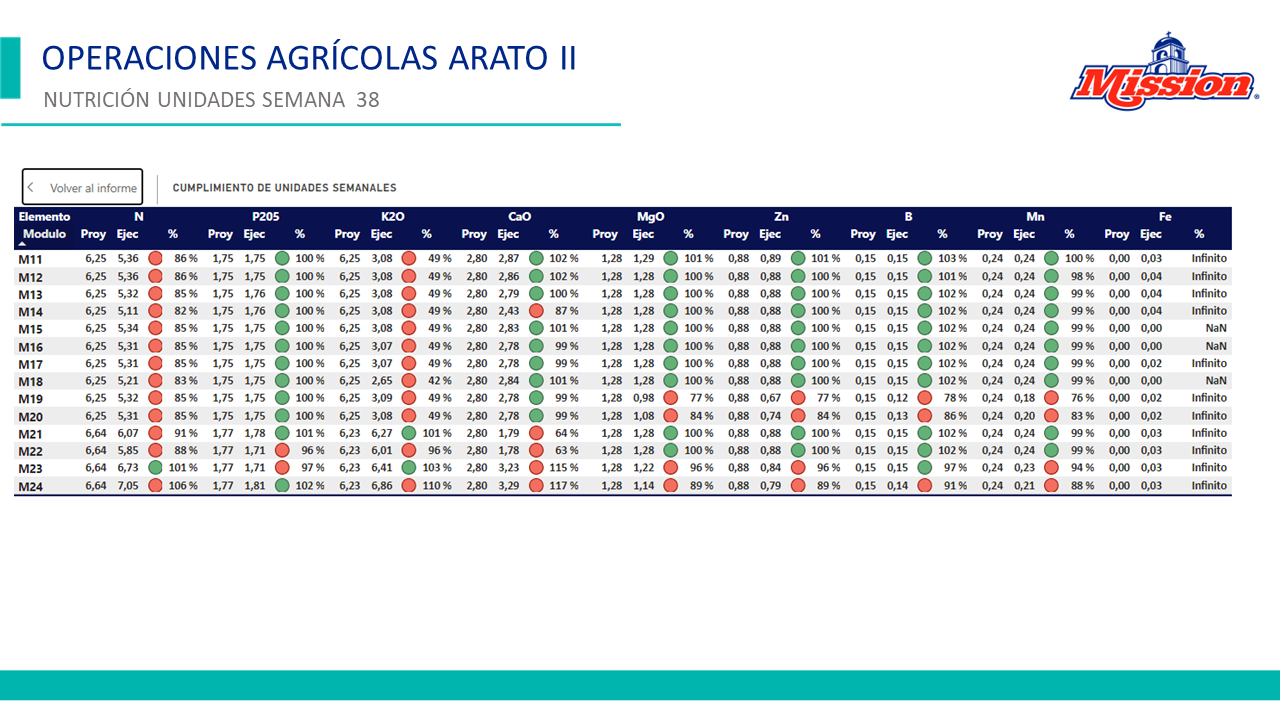 OPERACIONES AGRÍCOLAS ARATO II
NUTRICIÓN UNIDADES SEMANA 38
Mission®
Volver al informe
CUMPLIMIENTO DE UNIDADES SEMANALES
Elemento N P205 K2O CaO MgO Zn B Mn Fe
Modulo Proy Ejec % Proy Ejec % Proy Ejec % Proy Ejec % Proy Ejec % Proy Ejec % Proy Ejec % Proy Ejec % Proy Ejec %
M11 6,25 5,36 86 % 1,75 1,75 100 % 6,25 3,08 49 % 2,80 2,87 102 % 1,28 1,29 101 % 0,88 0,89 101 % 0,15 0,15 103 % 0,24 0,24 100 % 0,00 0,03 Infinito
M12 6,25 5,36 86 % 1,75 1,75 100 % 6,25 3,08 49 % 2,80 2,86 102 % 1,28 1,28 100 % 0,88 0,88 100 % 0,15 0,15 101 % 0,24 0,24 98 % 0,00 0,04 Infinito
M13 6,25 5,32 85 % 1,75 1,76 100 % 6,25 3,08 49 % 2,80 2,79 100 % 1,28 1,28 100 % 0,88 0,88 100 % 0,15 0,15 102 % 0,24 0,24 99 % 0,00 0,04 Infinito
M14 6,25 5,11 82 % 1,75 1,76 100 % 6,25 3,08 49 % 2,80 2,43 87 % 1,28 1,28 100 % 0,88 0,88 100 % 0,15 0,15 102 % 0,24 0,24 99 % 0,00 0,04 Infinito
M15 6,25 5,34 85 % 1,75 1,75 100 % 6,25 3,08 49 % 2,80 2,83 101 % 1,28 1,28 100 % 0,88 0,88 100 % 0,15 0,15 102 % 0,24 0,24 99 % 0,00 0,00 NaN
M16 6,25 5,31 85 % 1,75 1,75 100 % 6,25 3,07 49 % 2,80 2,78 99 % 1,28 1,28 100 % 0,88 0,88 100 % 0,15 0,15 102 % 0,24 0,24 99 % 0,00 0,00 NaN
M17 6,25 5,31 85 % 1,75 1,75 100 % 6,25 3,07 49 % 2,80 2,78 99 % 1,28 1,28 100 % 0,88 0,88 100 % 0,15 0,15 102 % 0,24 0,24 99 % 0,00 0,02 Infinito
M18 6,25 5,21 83 % 1,75 1,75 100 % 6,25 2,65 42 % 2,80 2,84 101 % 1,28 1,28 100 % 0,88 0,88 100 % 0,15 0,15 102 % 0,24 0,24 99 % 0,00 0,00 NaN
M19 6,25 5,32 85 % 1,75 1,75 100 % 6,25 3,09 49 % 2,80 2,78 99 % 1,28 0,98 77 % 0,88 0,67 77 % 0,15 0,12 78 % 0,24 0,18 76 % 0,00 0,02 Infinito
M20 6,25 5,31 85 % 1,75 1,75 100 % 6,25 3,08 49 % 2,80 2,78 99 % 1,28 1,08 84 % 0,88 0,74 84 % 0,15 0,13 86 % 0,24 0,20 83 % 0,00 0,02 Infinito
M21 6,64 6,07 91 % 1,77 1,78 101 % 6,23 6,27 101 % 2,80 1,79 64 % 1,28 1,28 100 % 0,88 0,88 100 % 0,15 0,15 102 % 0,24 0,24 99 % 0,00 0,03 Infinito
M22 6,64 5,85 88 % 1,77 1,71 96 % 6,23 6,01 96 % 2,80 1,78 63 % 1,28 1,28 100 % 0,88 0,88 100 % 0,15 0,15 102 % 0,24 0,24 99 % 0,00 0,03 Infinito
M23 6,64 6,73 101 % 1,77 1,71 97 % 6,23 6,41 103 % 2,80 3,23 115 % 1,28 1,22 96 % 0,88 0,84 96 % 0,15 0,15 97 % 0,24 0,23 94 % 0,00 0,03 Infinito
M24 6,64 7,05 106 % 1,77 1,81 102 % 6,23 6,86 110 % 2,80 3,29 117 % 1,28 1,14 89 % 0,88 0,79 89 % 0,15 0,14 91 % 0,24 0,21 88 % 0,00 0,03 Infinito